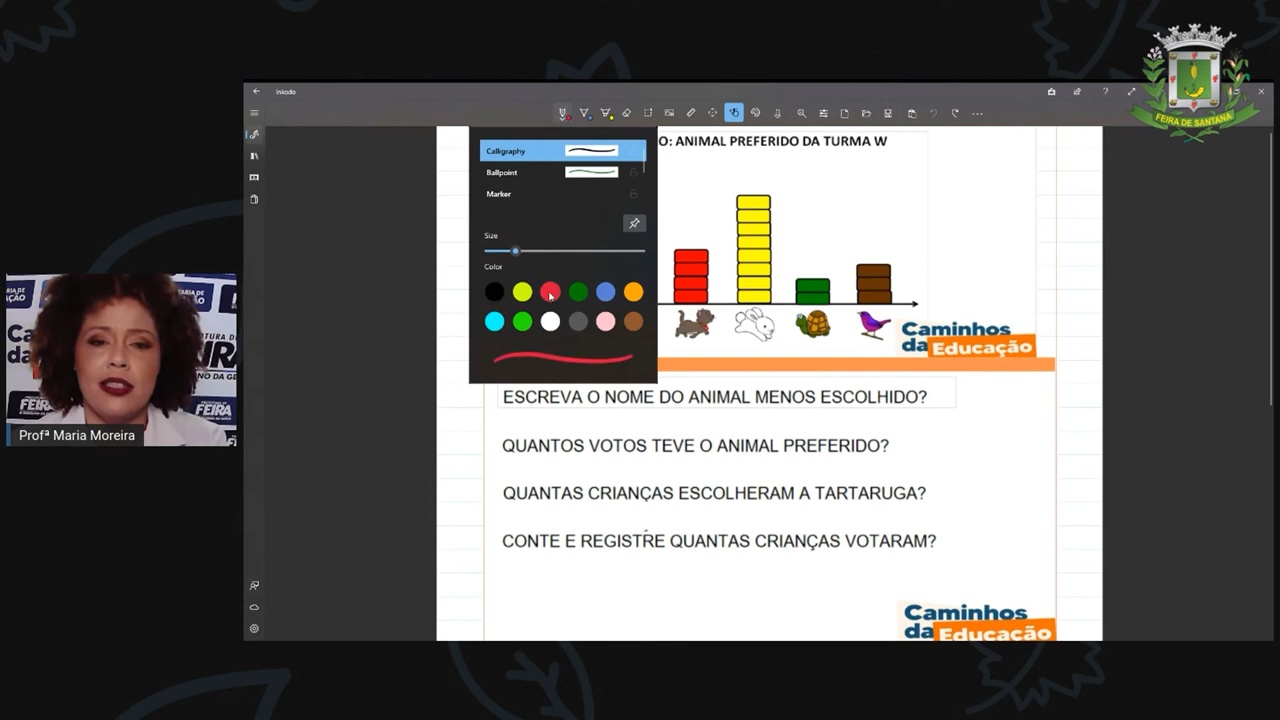 FEIRA DE SANTANA
Inkodo
Calligraphy
Ballpoint
Marker
Size
Color
O: ANIMAL PREFERIDO DA TURMA W
Caminhos
da Educação
ESCREVA O NOME DO ANIMAL MENOS ESCOLHIDO?
QUANTOS VOTOS TEVE O ANIMAL PREFERIDO?
QUANTAS CRIANÇAS ESCOLHERAM A TARTARUGA?
CONTE E REGISTRE QUANTAS CRIANÇAS VOTARAM?
Caminhos
da Educação
FEIRA
FEIRA
Profª Maria Moreira